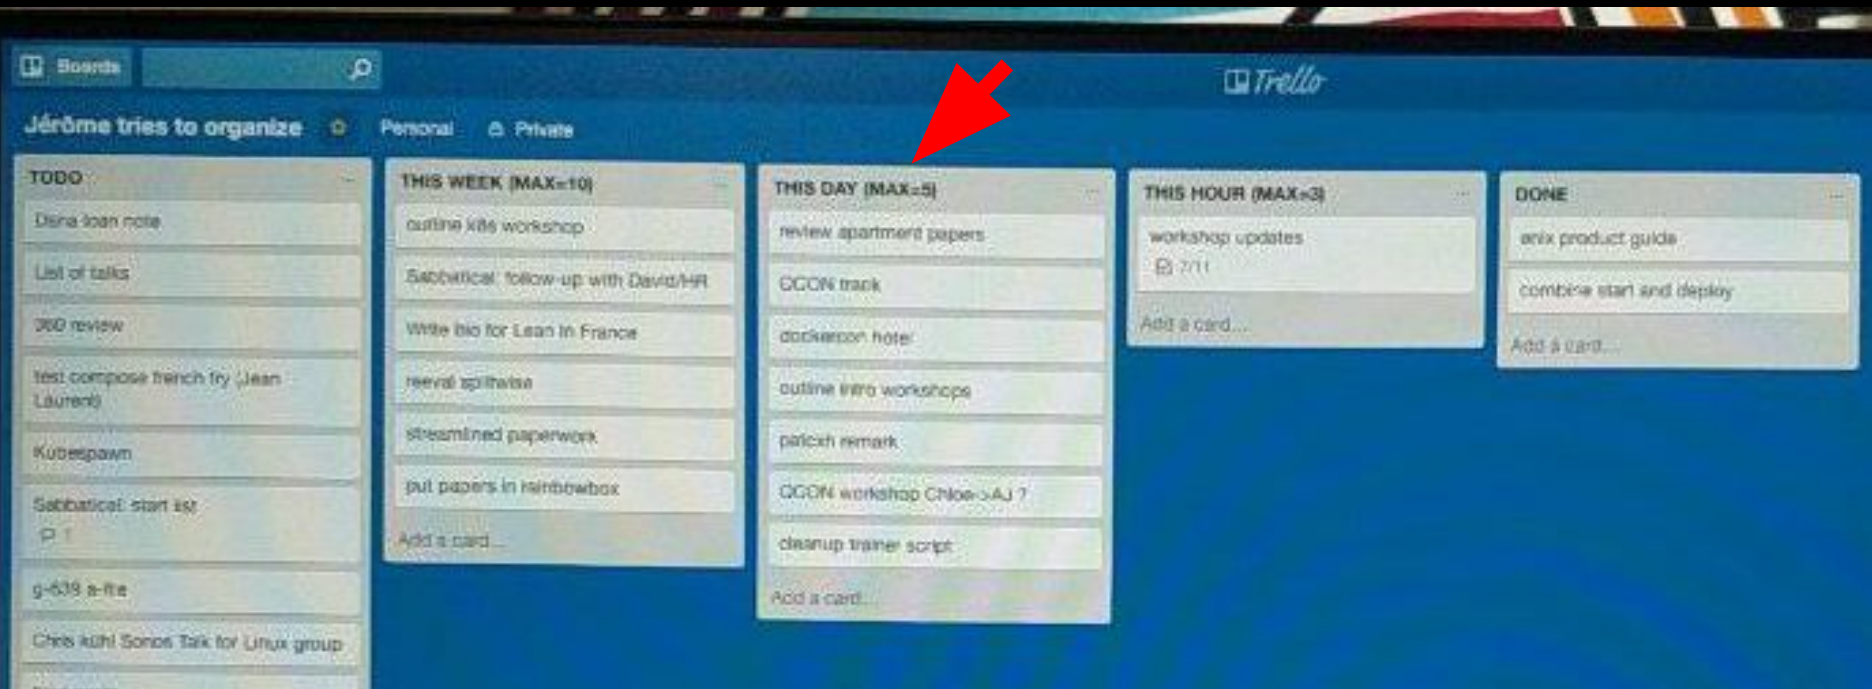 Boards
Trello
Jérôme tries to organize
Personal
Private
TODO
Dana loan note
List of talks
360 review
test compose french fry (Jean
Laurent)
Kubespawn
Sabbatical: start list
1
Chris Sonos Talk for Linux group
THIS WEEK (MAX=10)
outline k8s workshop
Sabbatical: follow-up with David/HR
Write bio for Lean In France
reeval splitwise
streamlined paperwork
put papers in rainbowbox
Add a card...
THIS DAY (MAX=5)
review apartment papers
QCON track
dockercon hotel
outline intro workshops
remark
QCON workshop Chloe->AJ ?
cleanup trainer script
Add a card...
THIS HOUR (MAX=3)
workshop updates
7/11
Add a card...
DONE
enix product guide
combine start and deploy
Add a card...